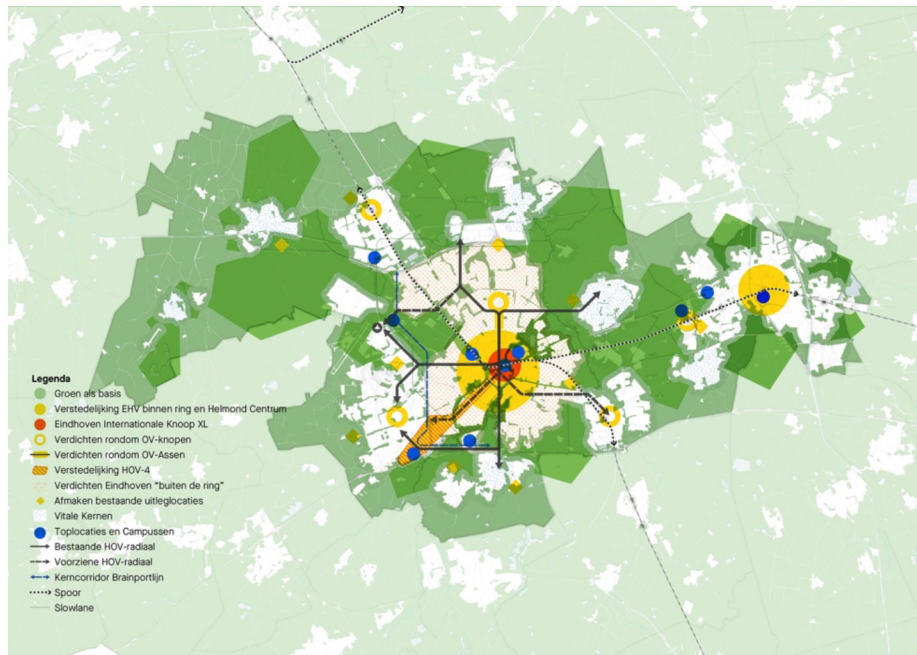 Legenda
Groen als basis
Verstedelijking EHV binnen ring en Helmond Centrum
Eindhoven Internationale Knoop XL
Verdichten rondom OV-knopen
Verdichten rondom OV-Assen
Verstedelijking HOV-4
Verdichten Eindhoven "buiten de ring"
Afmaken bestaande uitleglocaties
Vitale Kernen
Toplocaties en Campussen
Bestaande HOV-radiaal
Voorziene HOV-radiaal
Kerncorridor Brainportlijn
Spoor
Slowlane